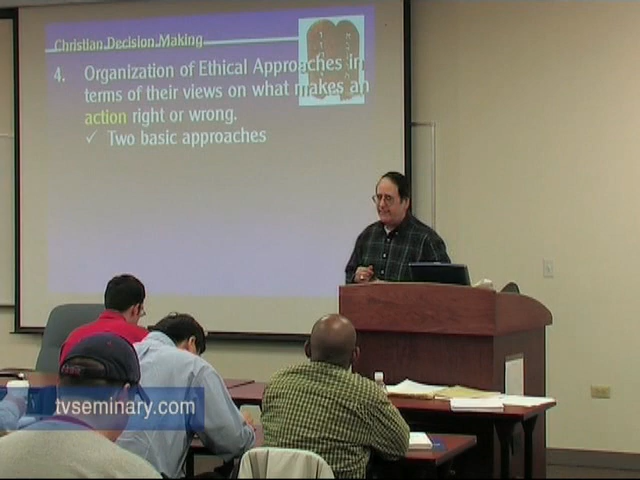 Christian Decision Making
4. Organization of Ethical Approaches in
terms of their views on what makes an
action right or wrong.
✓ Two basic approaches
tvseminary.com